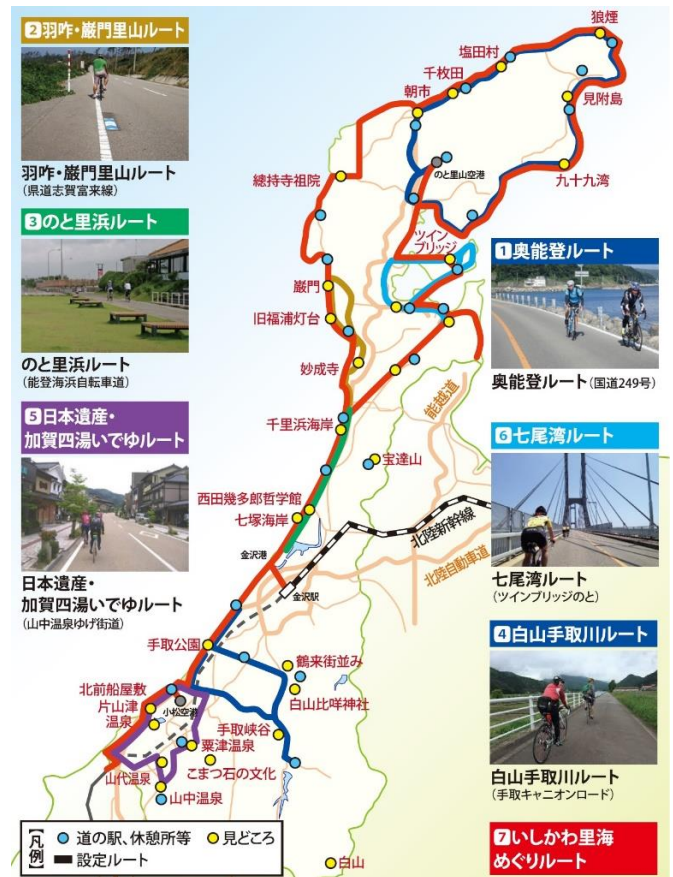 2羽咋・巌門里山ルート
羽咋・巌門里山ルート
(県道志賀富来線)
3のと里浜ルート
のと里浜ルート
(能登海浜自転車道)
5日本遺産・
加賀四湯いでゆルート
日本遺産・
加賀四湯いでゆルート
(山中温泉ゆげ街道)
狼煙
塩田村
千枚田
朝市
見附島
のと里山空港
總持寺祖院
九十九湾
ツイン
ブリッジ
巌門
旧福浦灯台
妙成寺
能越道
千里浜海岸
宝達山
西田幾多郎哲学館
七塚海岸
北陸新幹線
北陸自動車道
金沢港
金沢駅
手取公園
鶴来街並み
北前船屋敷
白山比咩神社
片山津
温泉
小松空港
手取峡谷
粟津温泉
こまつ石の文化
山代温泉
山中温泉
白山
1奥能登ルート
奥能登ルート(国道249号)
6七尾湾ルート
七尾湾ルート
(ツインブリッジのと)
4白山手取川ルート
白山手取川ルート
(手取キャニオンロード)
7いしかわ里海
めぐりルート
【凡例】
道の駅、休憩所等 見どころ
設定ルート